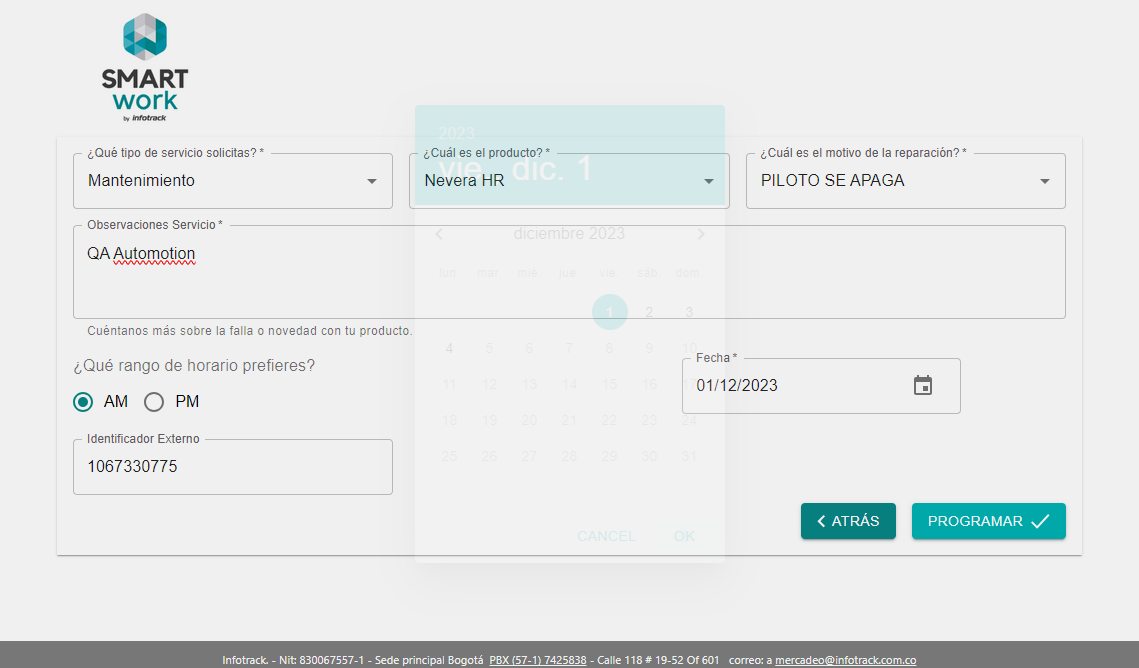 SMART
work
by infotrack
¿Qué tipo de servicio solicitas? *
Mantenimiento
¿Cuál es el producto? *
Nevera HR
¿Cuál es el motivo de la reparación? *
PILOTO SE APAGA
2023
vie., dic. 1
Observaciones Servicio *
QA Automotion
Cuéntanos más sobre la falla o novedad con tu producto.
diciembre 2023
lun mar mié jue vie sáb dom
1 2 3
4 5 6 7 8 9 10
11 12 13 14 15 16 17
18 19 20 21 22 23 24
25 26 27 28 29 30 31
CANCEL OK
¿Qué rango de horario prefieres?
AM PM
Fecha *
01/12/2023
Identificador Externo
1067330775
ATRÁS
PROGRAMAR
Infotrack. - Nit: 830067557-1 - Sede principal Bogotá PBX (57-1) 7425838 - Calle 118 # 19-52 Of 601 correo: a mercadeo@infotrack.com.co